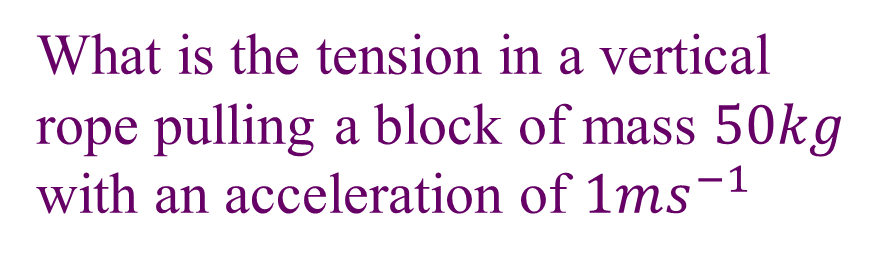 What is the tension in a vertical
rope pulling a block of mass 50kg
with an acceleration of 1ms⁻¹